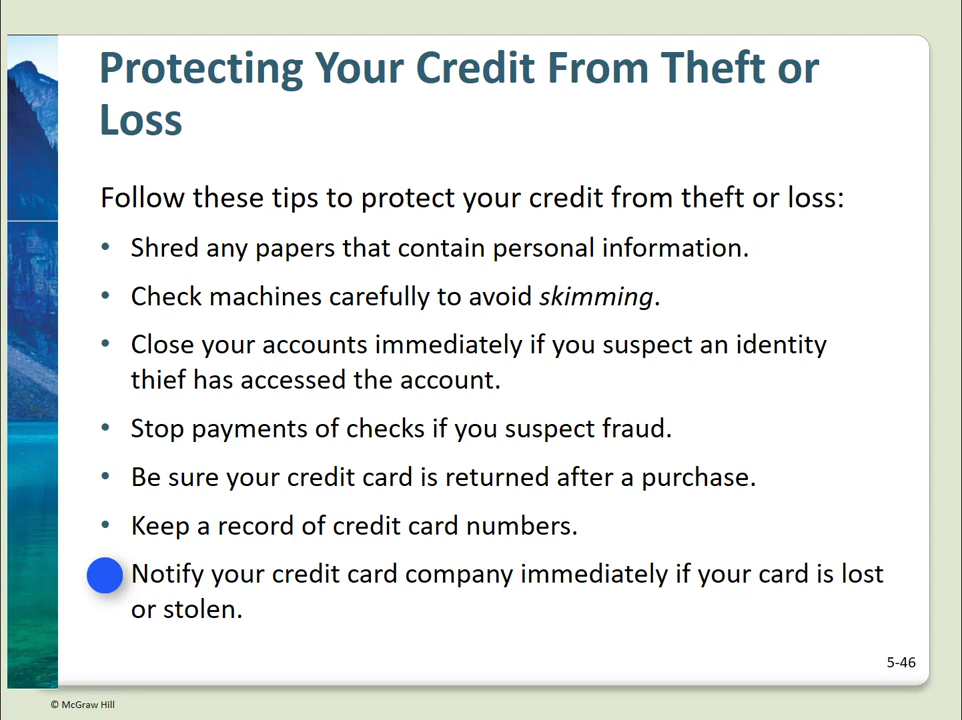 Protecting Your Credit From Theft or
Loss
Follow these tips to protect your credit from theft or loss:
• Shred any papers that contain personal information.
• Check machines carefully to avoid skimming.
• Close your accounts immediately if you suspect an identity
thief has accessed the account.
• Stop payments of checks if you suspect fraud.
• Be sure your credit card is returned after a purchase.
• Keep a record of credit card numbers.
Notify your credit card company immediately if your card is lost
or stolen.
5-46
© McGraw Hill